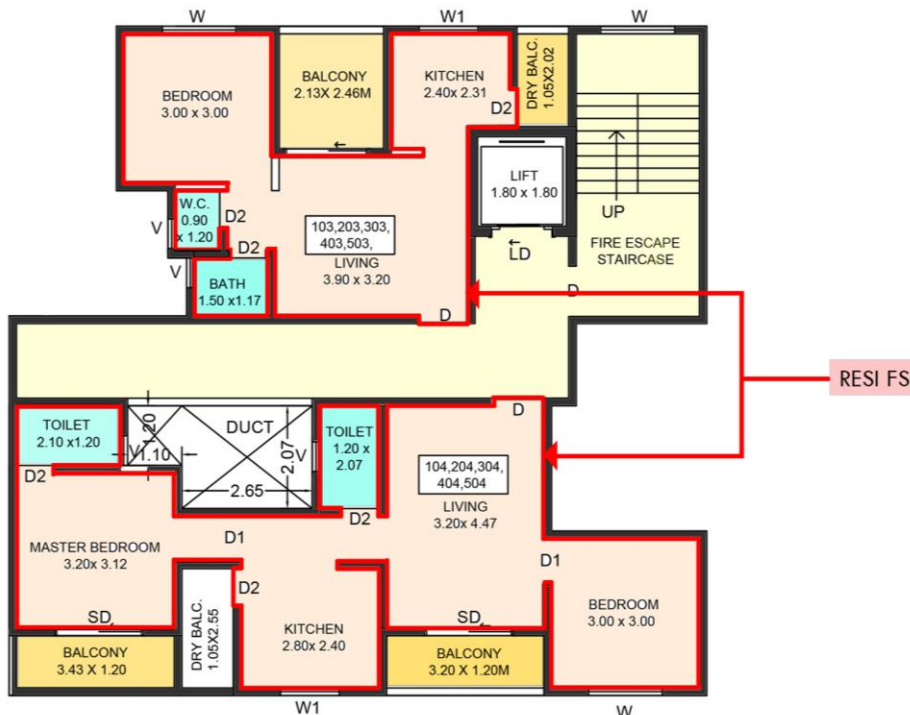 W
W1
W
BEDROOM
3.00 x 3.00
BALCONY
2.13X 2.46M
KITCHEN
2.40x 2.31
DRY BALC.
1.05X2.02
D2
LIFT
1.80 x 1.80
UP
W.C.
0.90
x 1.20
V
D2
D2
103,203,303,
403,503,
LIVING
3.90 x 3.20
LD
FIRE ESCAPE
STAIRCASE
V
BATH
1.50 x1.17
D
D
RESI FS
TOILET
2.10 x1.20
1.20
V
1.10
DUCT
2.07
2.65
V
TOILET
1.20 x
2.07
D
104,204,304,
404,504
LIVING
3.20x 4.47
D2
D2
MASTER BEDROOM
3.20x 3.12
D1
D1
D2
BEDROOM
3.00 x 3.00
SD
DRY BALC.
1.05X2.55
KITCHEN
2.80x 2.40
SD
BALCONY
3.43 X 1.20
BALCONY
3.20 X 1.20M
W1
W